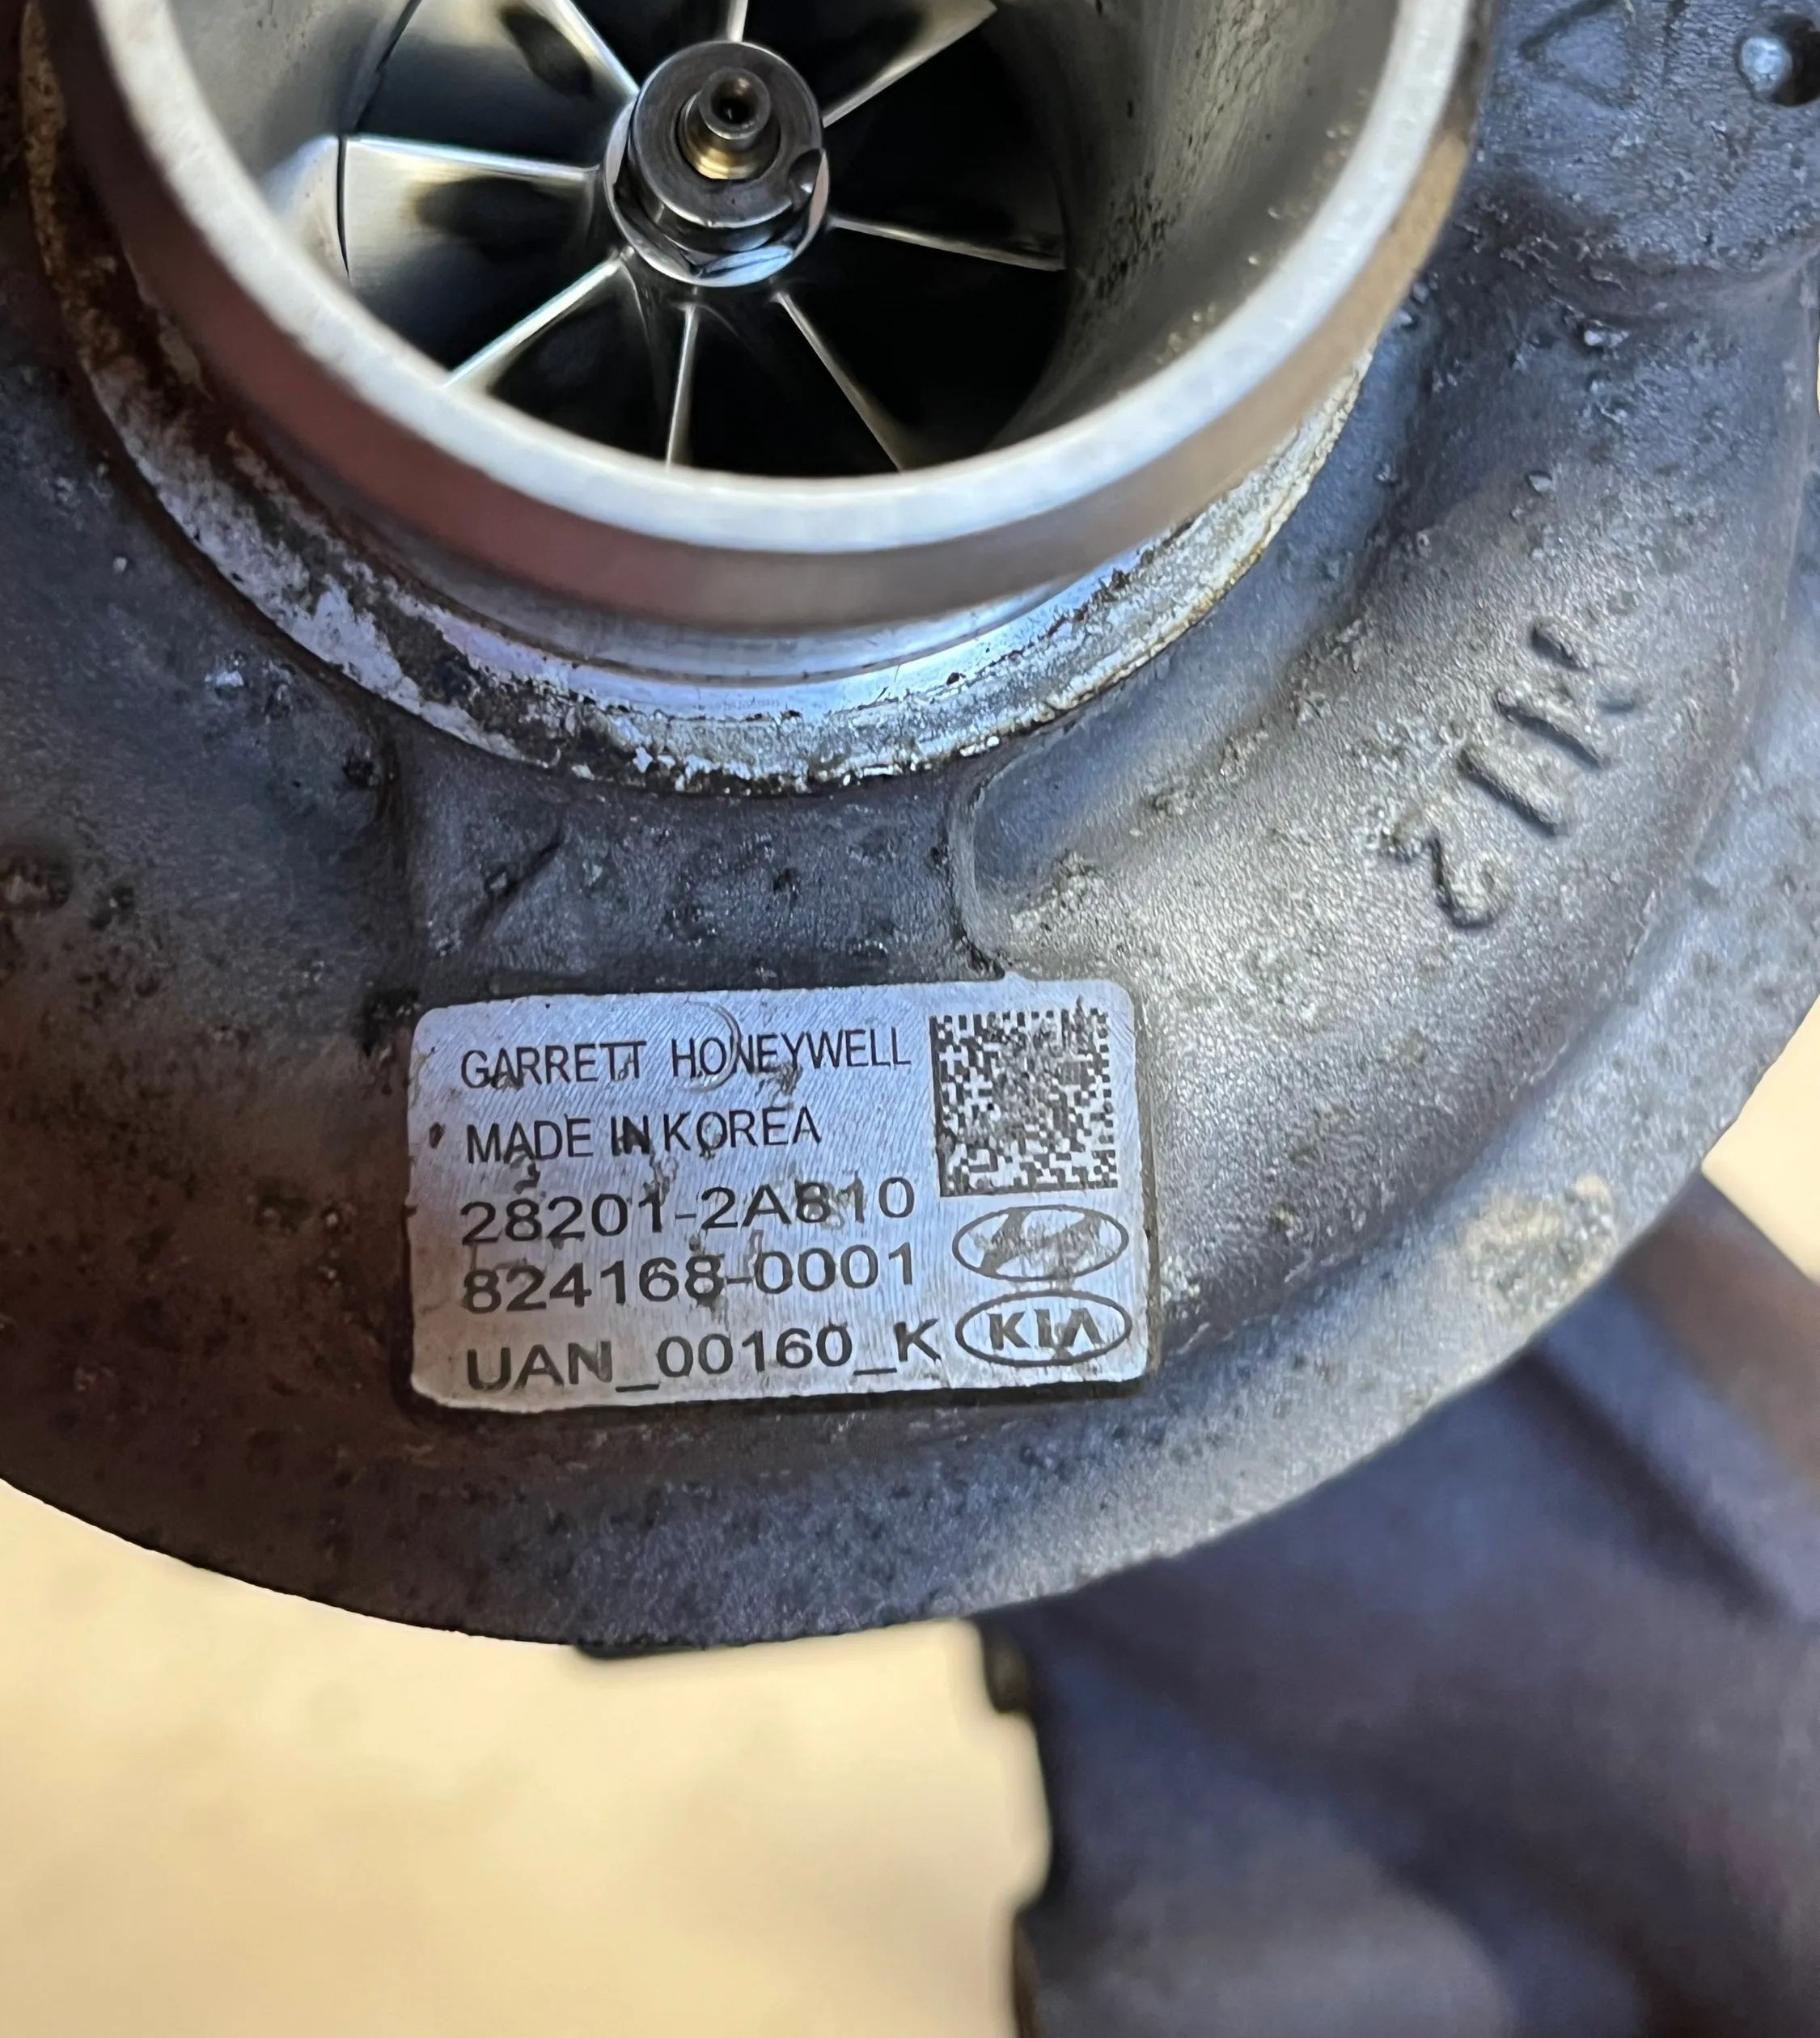 GARRETT HONEYWELL
MADE IN KOREA
28201-2A810
824168-0001
UAN_00160_K
KIA